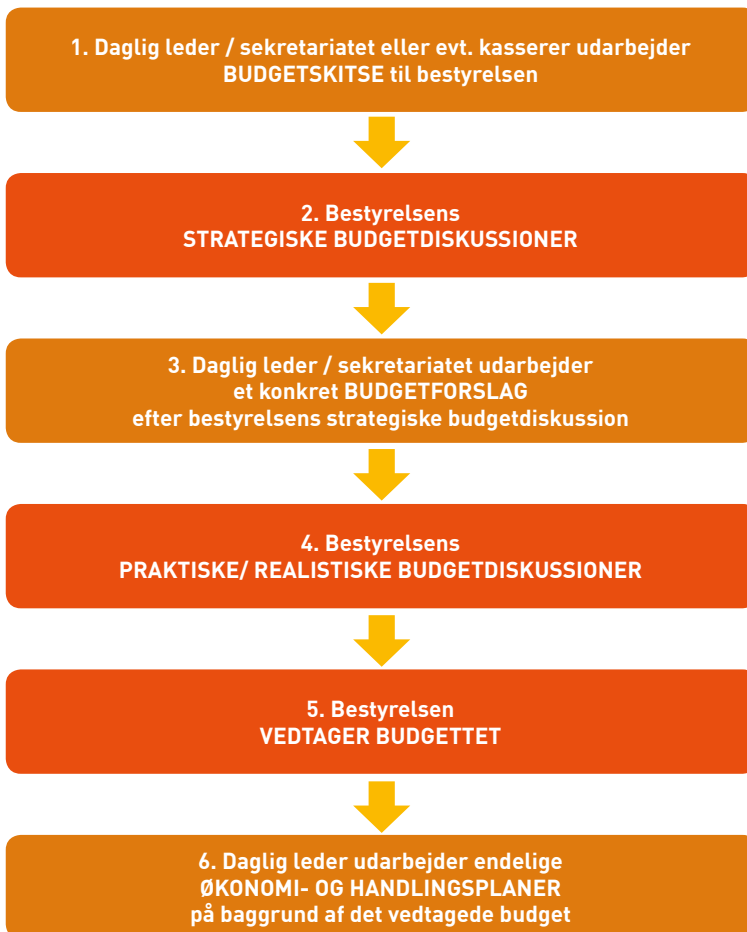 1. Daglig leder / sekretariatet eller evt. kasserer udarbejder
BUDGETSKITSE til bestyrelsen
2. Bestyrelsens
STRATEGISKE BUDGETDISKUSSIONER
3. Daglig leder / sekretariatet udarbejder
et konkret BUDGETFORSLAG
efter bestyrelsens strategiske budgetdiskussion
4. Bestyrelsens
PRAKTISKE/ REALISTISKE BUDGETDISKUSSIONER
5. Bestyrelsen
VEDTAGER BUDGETTET
6. Daglig leder udarbejder endelige
ØKONOMI- OG HANDLINGSPLANER
på baggrund af det vedtagede budget